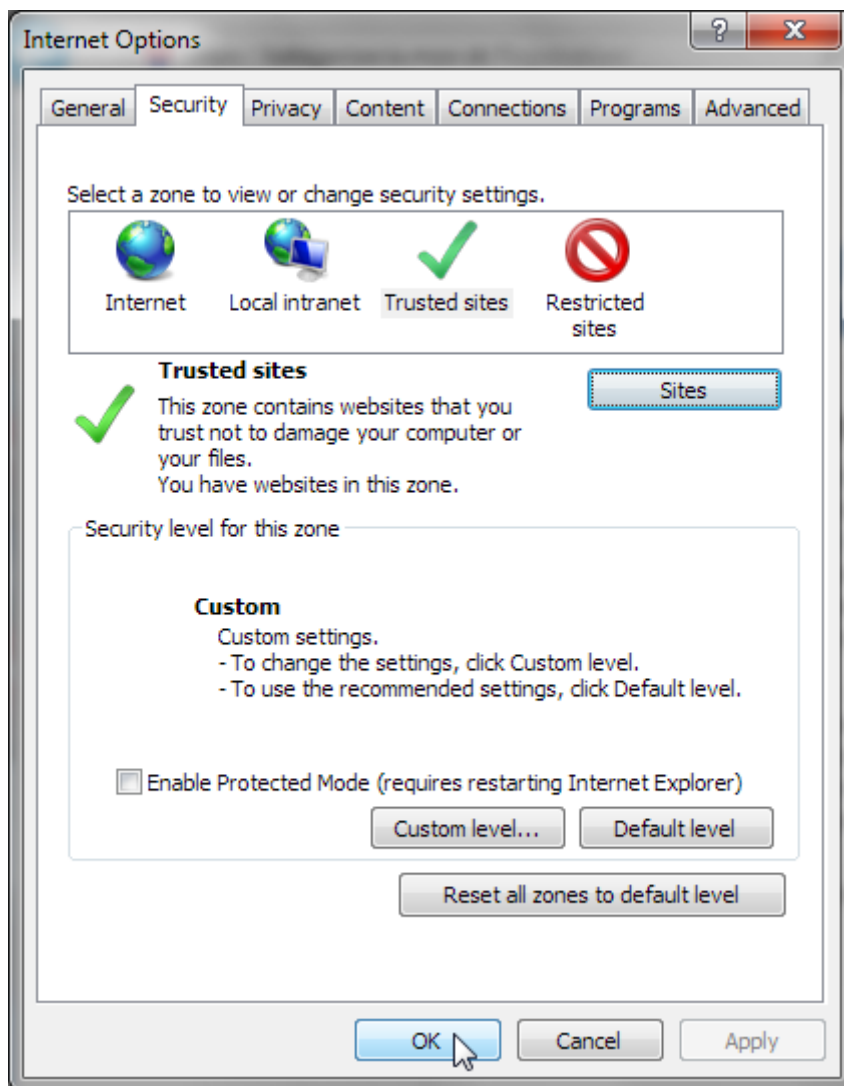 Internet Options
General Security Privacy Content Connections Programs Advanced
Select a zone to view or change security settings.
Internet Local intranet Trusted sites Restricted
sites
Trusted sites
Sites
This zone contains websites that you
trust not to damage your computer or
your files.
You have websites in this zone.
Security level for this zone
Custom
Custom settings.
- To change the settings, click Custom level.
- To use the recommended settings, click Default level.
Enable Protected Mode (requires restarting Internet Explorer)
Custom level... Default level
Reset all zones to default level
OK Cancel Apply